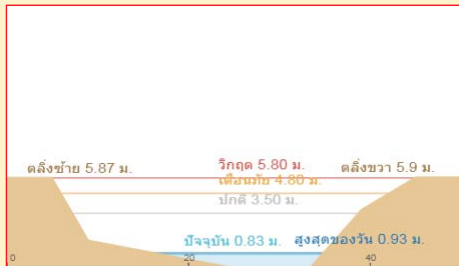 ตลิ่งซ้าย 5.87 ม. วิกฤต 5.80 ม. ตลิ่งขวา 5.9 ม.
เตือนภัย 4.80 ม.
ปกติ 3.50 ม.
ปัจจุบัน 0.83 ม. สูงสุดของวัน 0.93 ม.
0 20 40